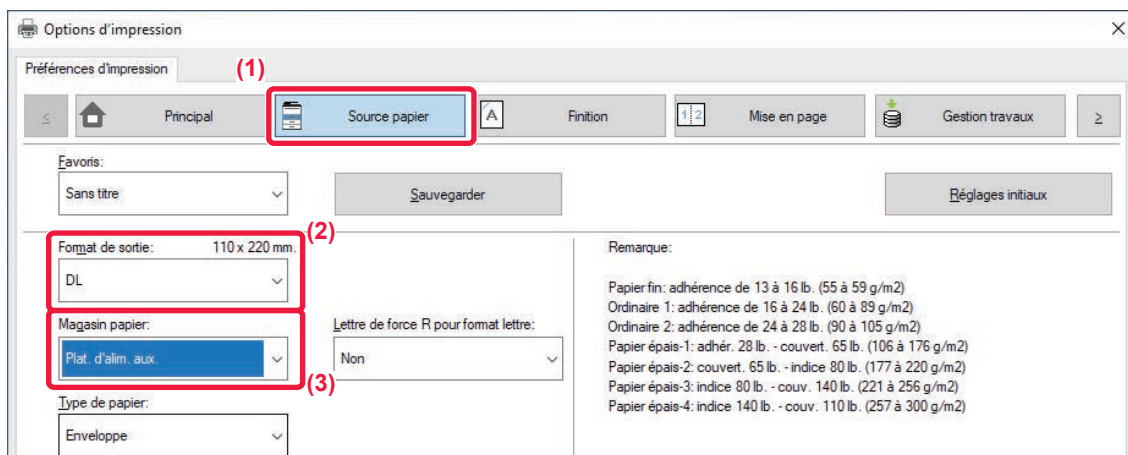 Options d'impression
Préférences d'impression
(1)
≤
Principal
Source papier
A
Finition
1 2
Mise en page
Gestion travaux
≥
Favoris:
Sans titre
Sauvegarder
Réglages initiaux
(2)
Format de sortie: 110 x 220 mm.
DL
Remarque:
Papier fin: adhérence de 13 à 16 lb. (55 à 59 g/m2)
Ordinaire 1: adhérence de 16 à 24 lb. (60 à 89 g/m2)
Ordinaire 2: adhérence de 24 à 28 lb. (90 à 105 g/m2)
Papier épais-1: adhér. 28 lb. - couvert. 65 lb. (106 à 176 g/m2)
Papier épais-2: couvert. 65 lb. - indice 80 lb. (177 à 220 g/m2)
Papier épais-3: indice 80 lb. - couv. 140 lb. (221 à 256 g/m2)
Papier épais-4: indice 140 lb. - couv. 110 lb. (257 à 300 g/m2)
Magasin papier:
Plat. d'alim. aux.
(3)
Lettre de force R pour format lettre:
Non
Type de papier:
Enveloppe